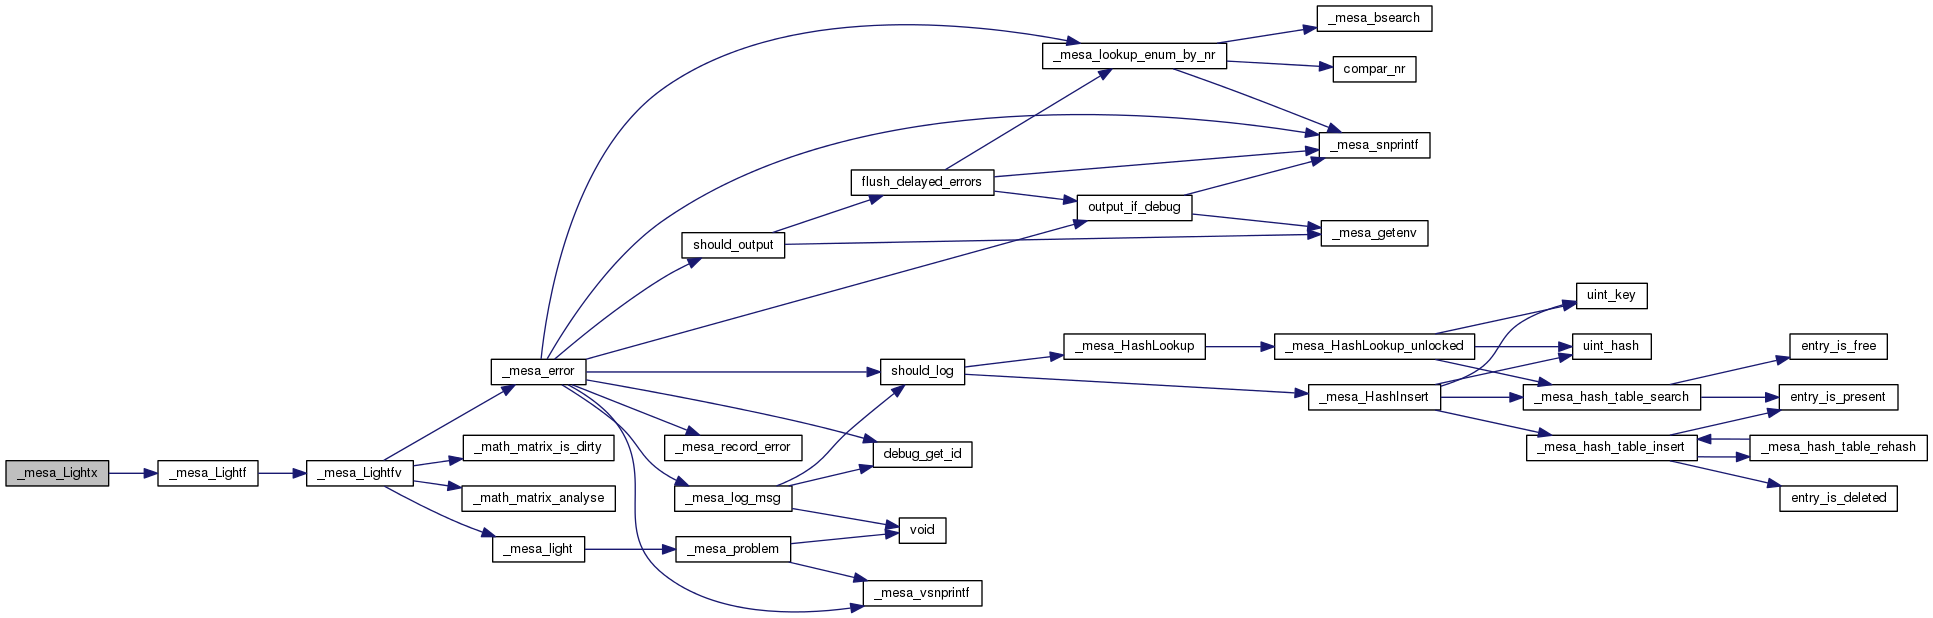 _mesa_Lightx
_mesa_Lightf
_mesa_Lightfv
_mesa_error
_math_matrix_is_dirty
_math_matrix_analyse
_mesa_light
should_output
_mesa_record_error
_mesa_log_msg
_mesa_problem
flush_delayed_errors
should_log
debug_get_id
void
_mesa_vsnprintf
_mesa_lookup_enum_by_nr
output_if_debug
_mesa_HashLookup
_mesa_bsearch
compar_nr
_mesa_snprintf
_mesa_getenv
_mesa_HashLookup_unlocked
_mesa_HashInsert
uint_key
uint_hash
_mesa_hash_table_search
_mesa_hash_table_insert
entry_is_free
entry_is_present
_mesa_hash_table_rehash
entry_is_deleted